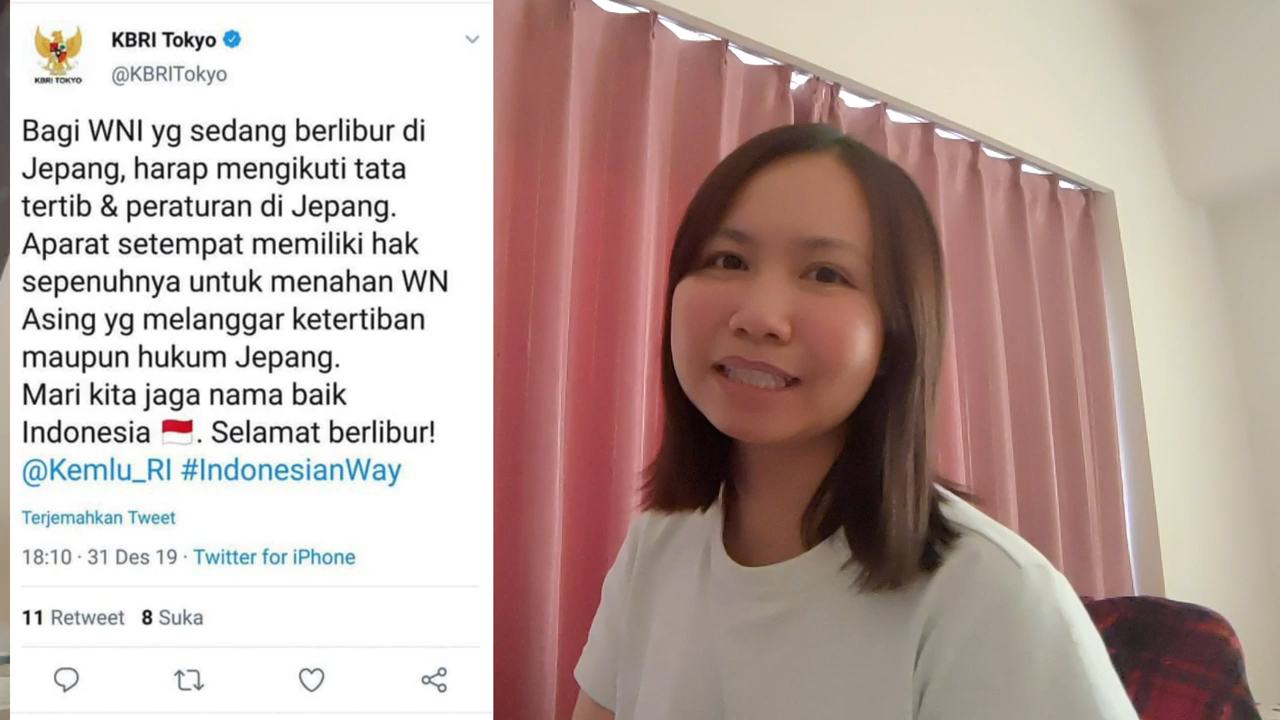 KBRI Tokyo
@KBRITokyo
KBRI TOKYO
Bagi WNI yg sedang berlibur di
Jepang, harap mengikuti tata
tertib & peraturan di Jepang.
Aparat setempat memiliki hak
sepenuhnya untuk menahan WN
Asing yg melanggar ketertiban
maupun hukum Jepang.
Mari kita jaga nama baik
Indonesia 🇮🇩. Selamat berlibur!
@Kemlu_RI #IndonesianWay
Terjemahkan Tweet
18:10 · 31 Des 19 · Twitter for iPhone
11 Retweet 8 Suka